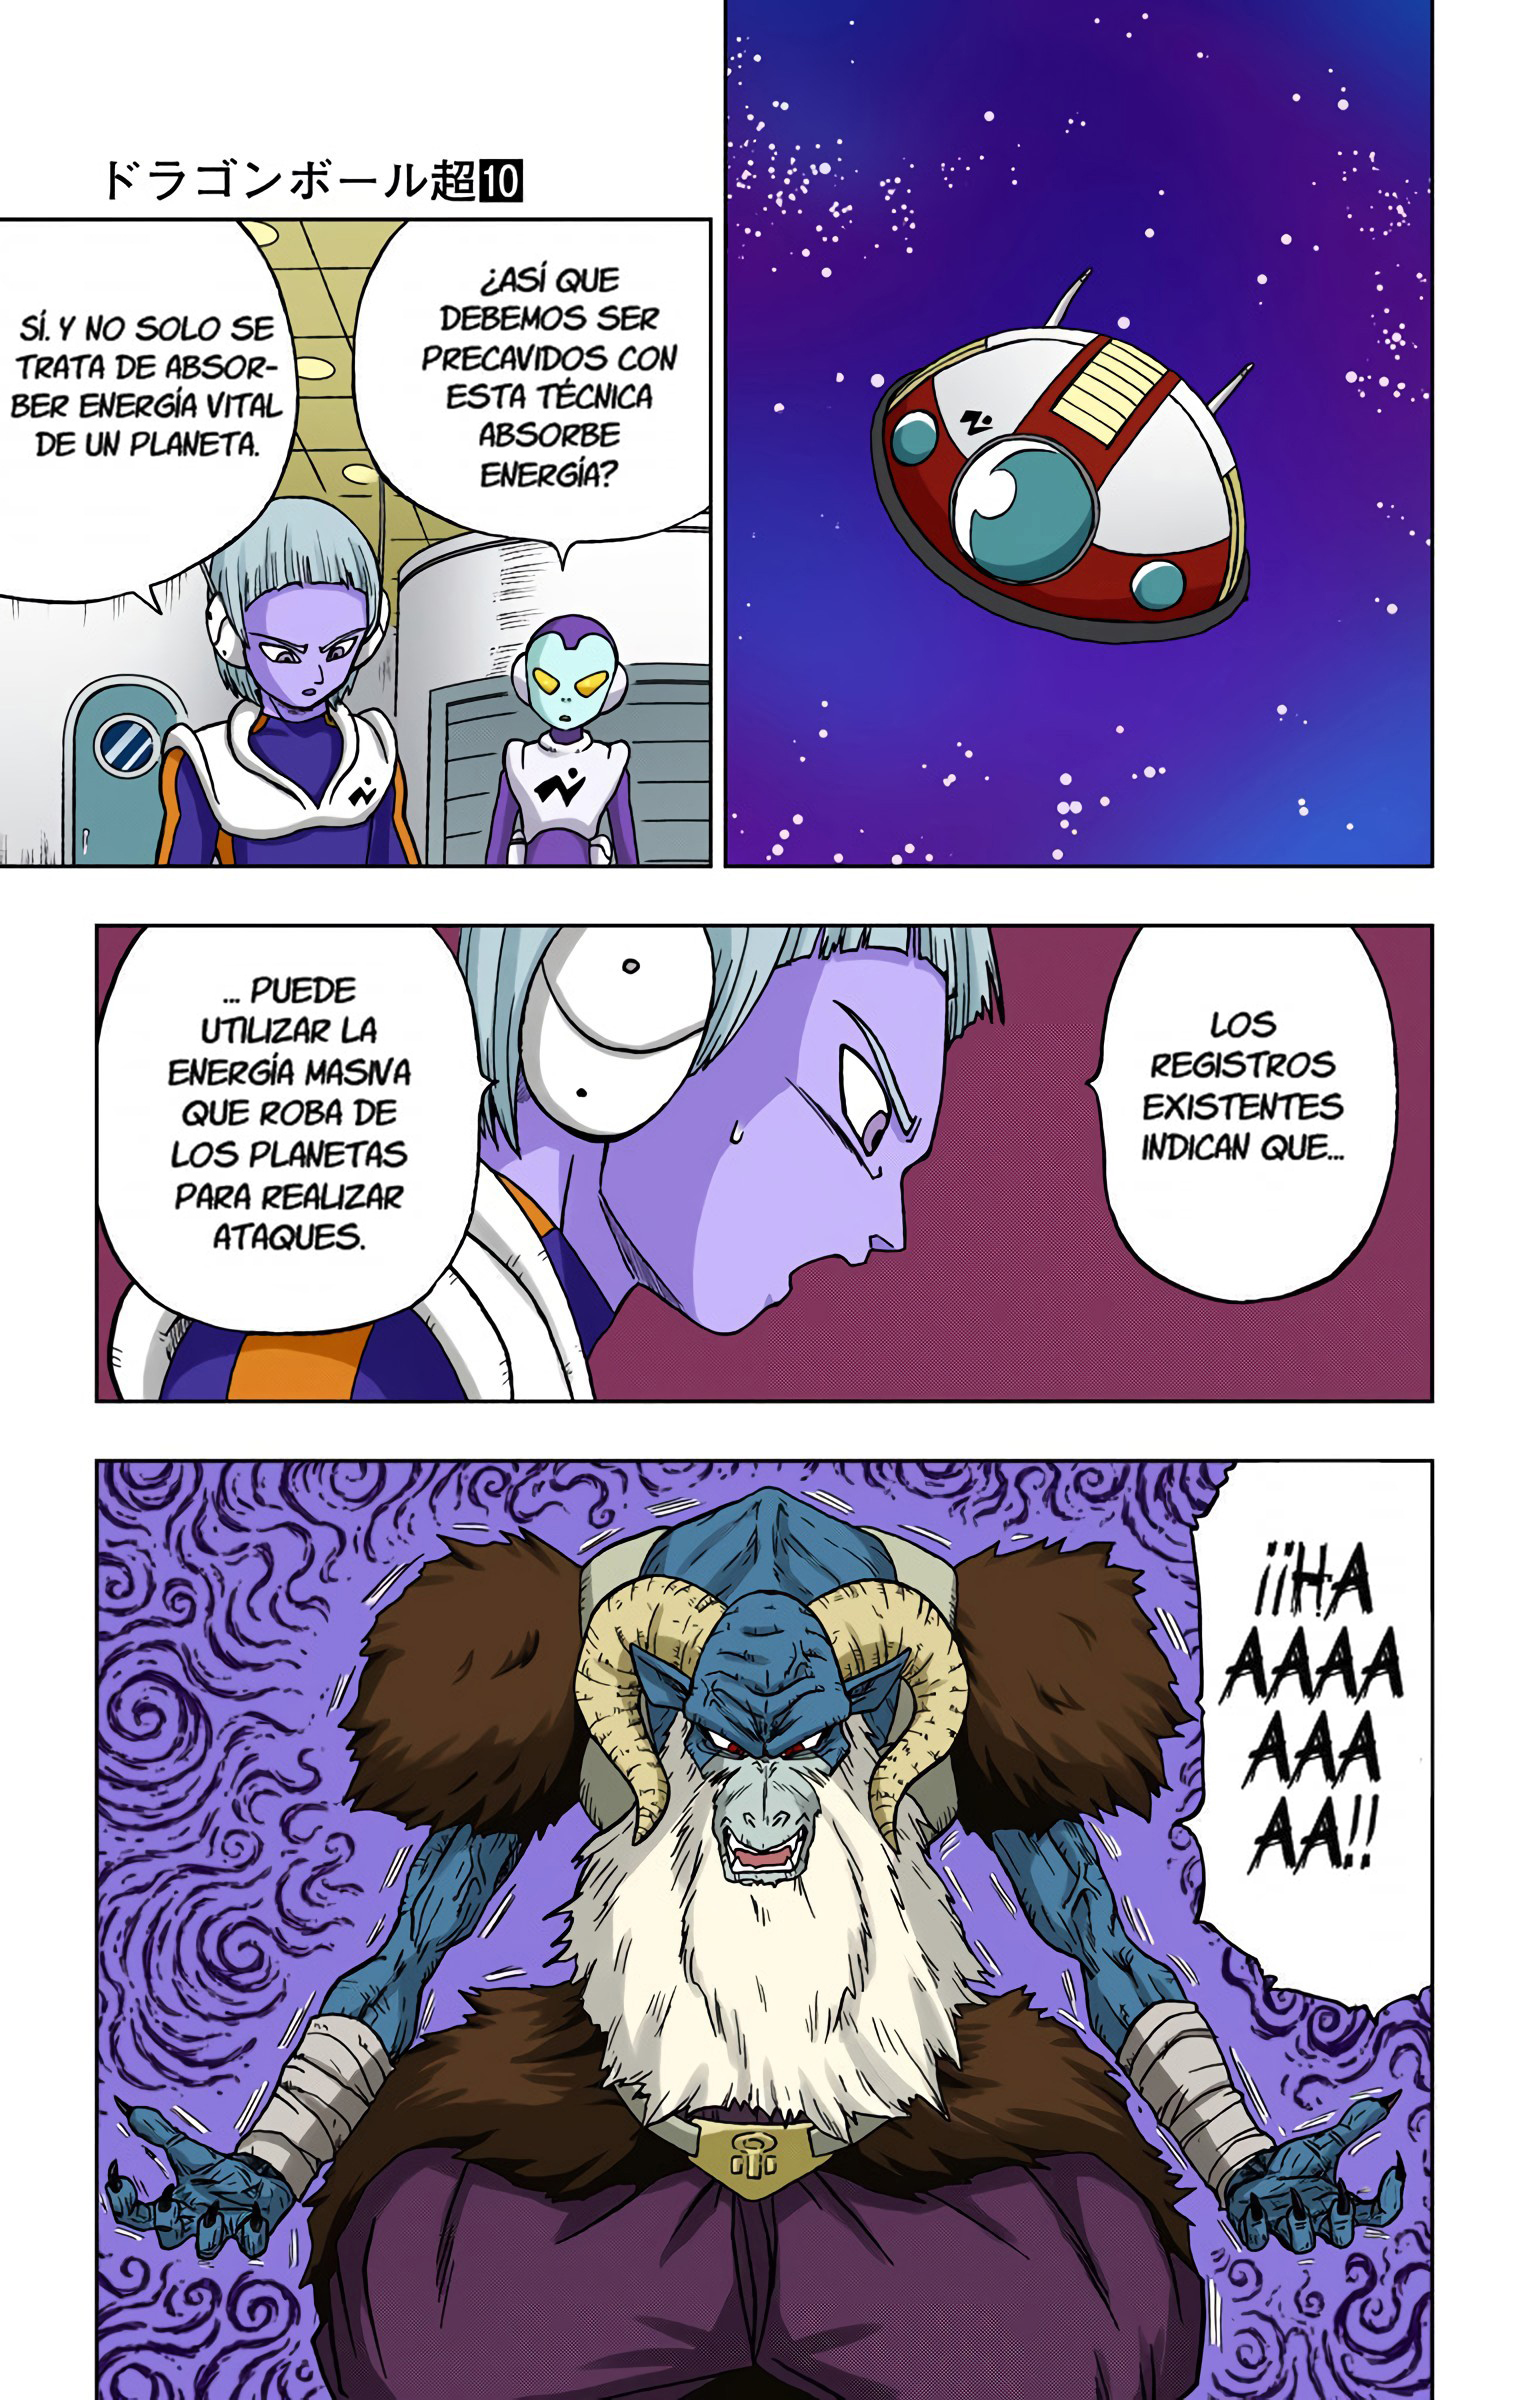 ドラゴンボール超10
¿ASÍ QUE
DEBEMOS SER
PRECAVIDOS CON
ESTA TÉCNICA
ABSORBE
ENERGÍA?
SÍ. Y NO SOLO SE
TRATA DE ABSOR-
BER ENERGÍA VITAL
DE UN PLANETA.
LOS
REGISTROS
EXISTENTES
INDICAN QUE...
... PUEDE
UTILIZAR LA
ENERGÍA MASIVA
QUE ROBA DE
LOS PLANETAS
PARA REALIZAR
ATAQUES.
¡¡HA
AAAA
AAA
AA!!